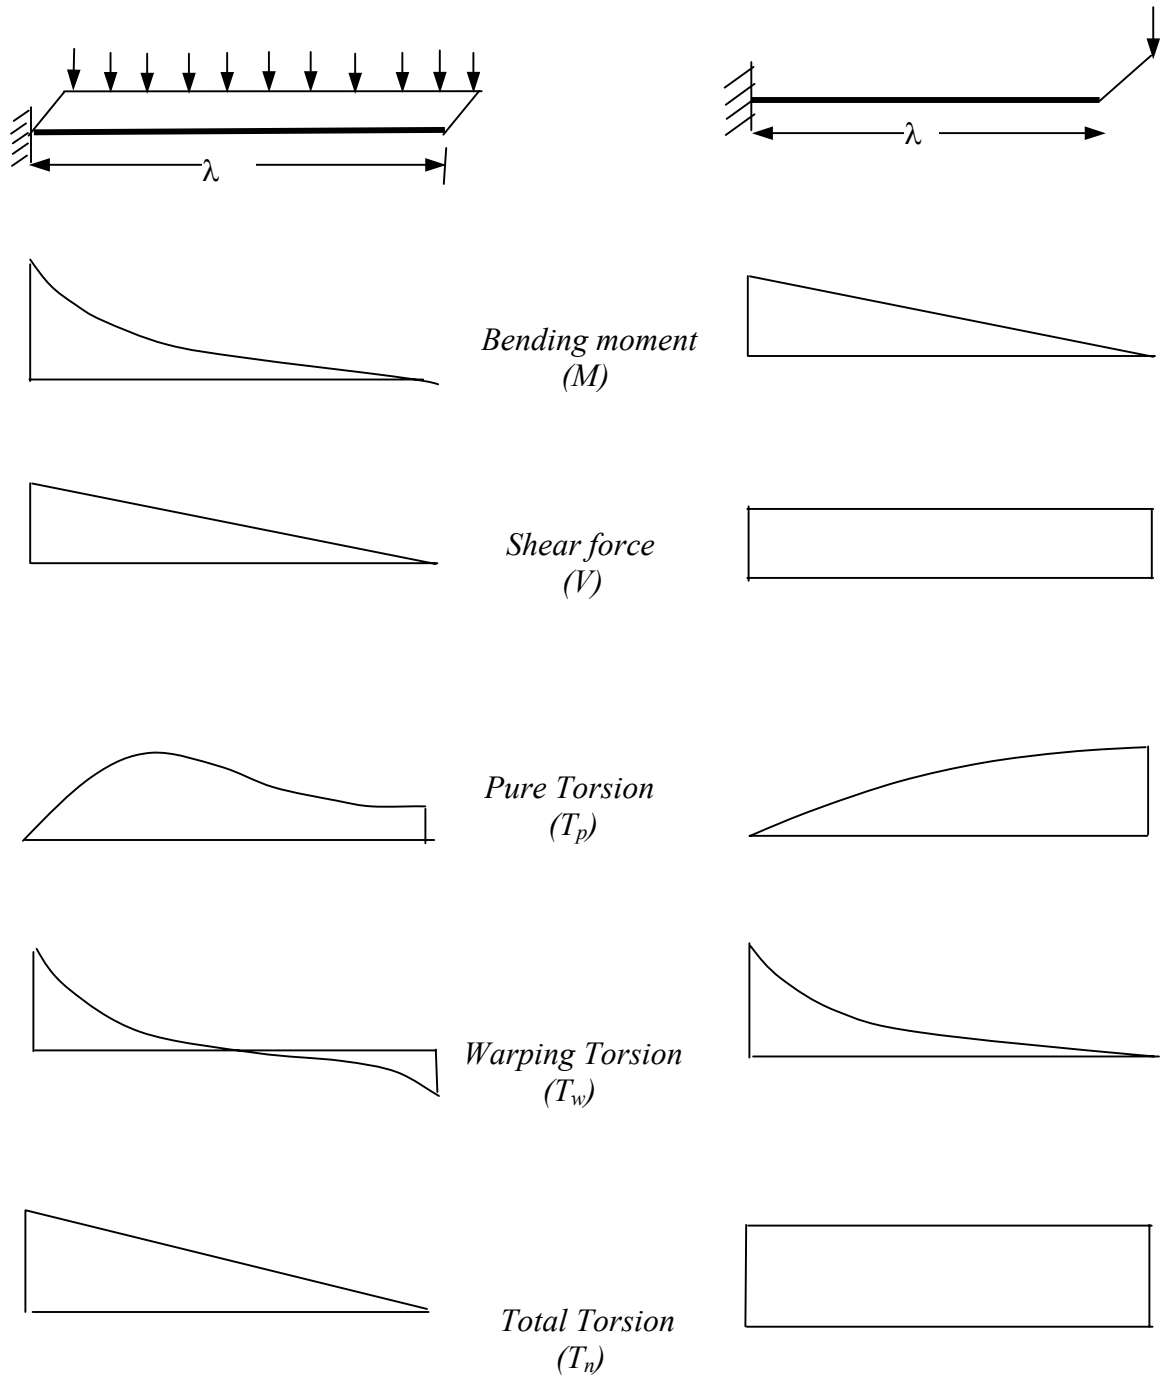 λ
λ
Bending moment
(M)
Shear force
(V)
Pure Torsion
(Tp)
Warping Torsion
(Tw)
Total Torsion
(Tn)